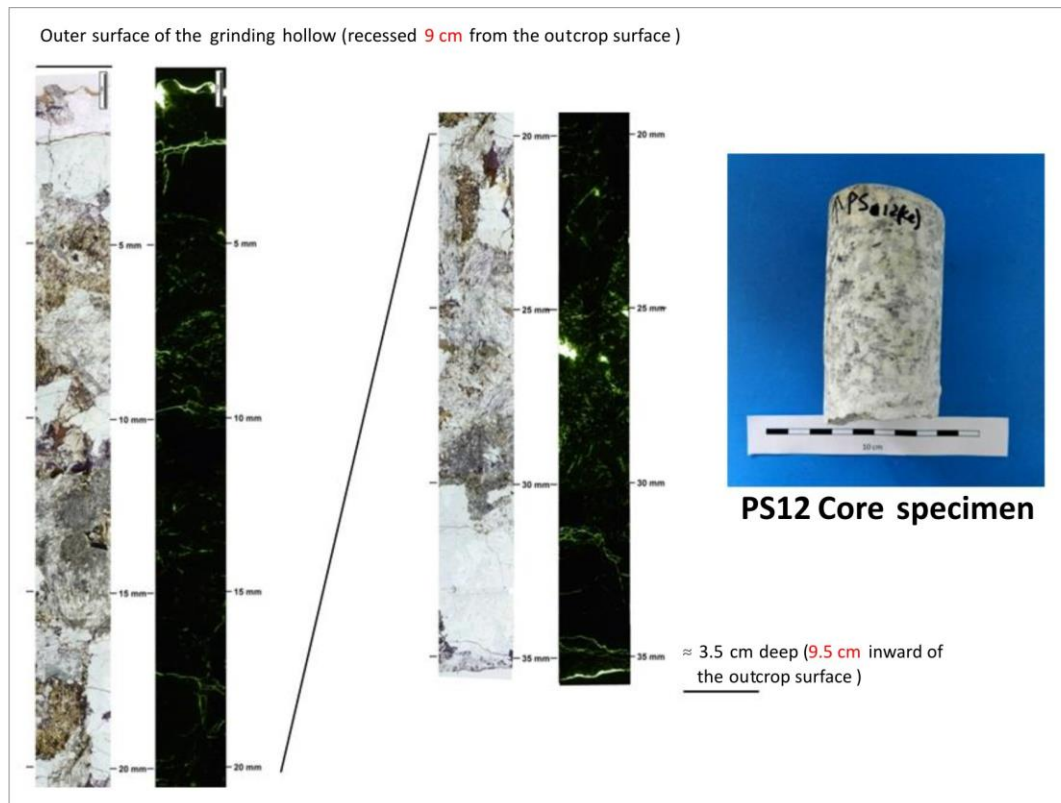 Outer surface of the grinding hollow (recessed 9 cm from the outcrop surface )
5 mm
5 mm
10 mm
10 mm
15 mm
15 mm
20 mm
20 mm
20 mm
20 mm
25 mm
25 mm
30 mm
30 mm
35 mm
35 mm
≈ 3.5 cm deep (9.5 cm inward of
the outcrop surface )
10 cm
PS12 Core specimen